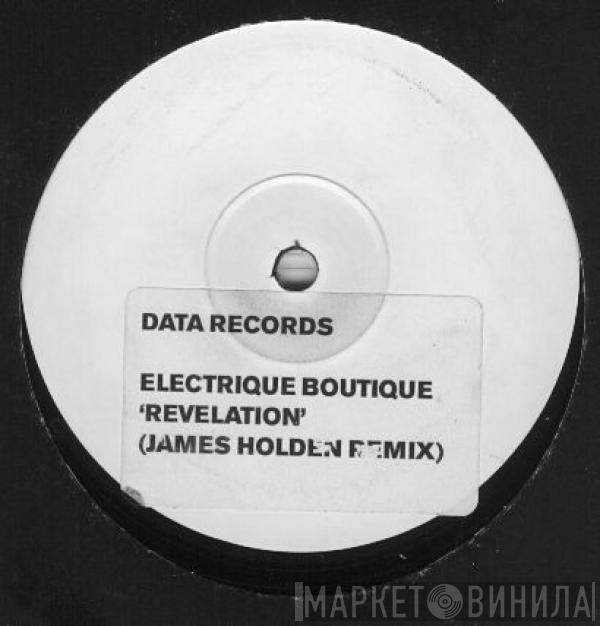 DATA RECORDS
ELECTRIQUE BOUTIQUE
‘REVELATION’
(JAMES HOLDEN REMIX)
МАРКЕТ ВИНИЛА